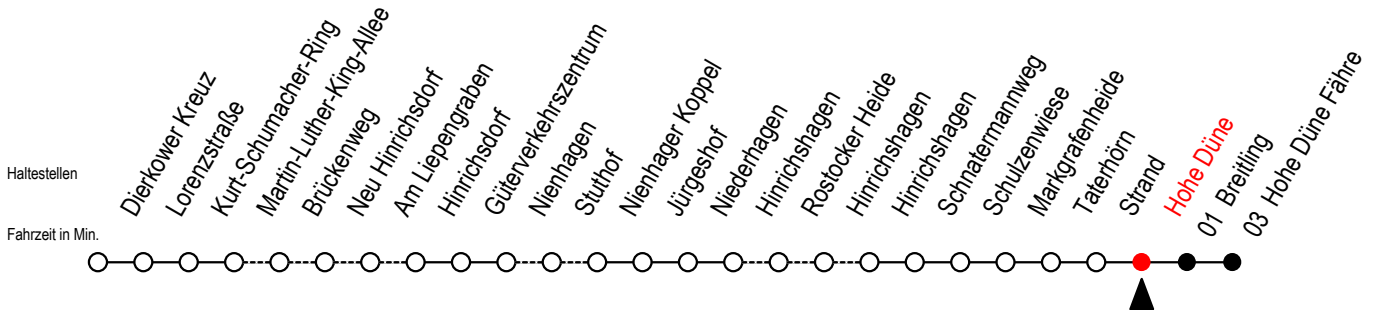 Haltestellen
Fahrzeit in Min.
Dierkower Kreuz
Lorenzstraße
Kurt-Schumacher-Ring
Martin-Luther-King-Allee
Brückenweg
Neu Hinrichsdorf
Am Liepengraben
Hinrichsdorf
Güterverkehrszentrum
Nienhagen
Stuthof
Nienhager Koppel
Jürgeshof
Niederhagen
Hinrichshagen
Rostocker Heide
Hinrichshagen
Hinrichshagen
Schnatermannweg
Schulzenwiese
Markgrafenheide
Taterhörn
Strand
Hohe Düne
01 Breitling
03 Hohe Düne Fähre